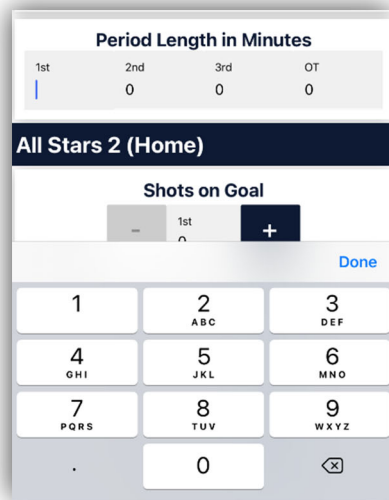 Period Length in Minutes
1st 2nd 3rd OT
0 0 0
All Stars 2 (Home)
Shots on Goal
- 1st +
0
Done
1 2 3
ABC DEF
4 5 6
GHI JKL MNO
7 8 9
PQRS TUV WXYZ
. 0